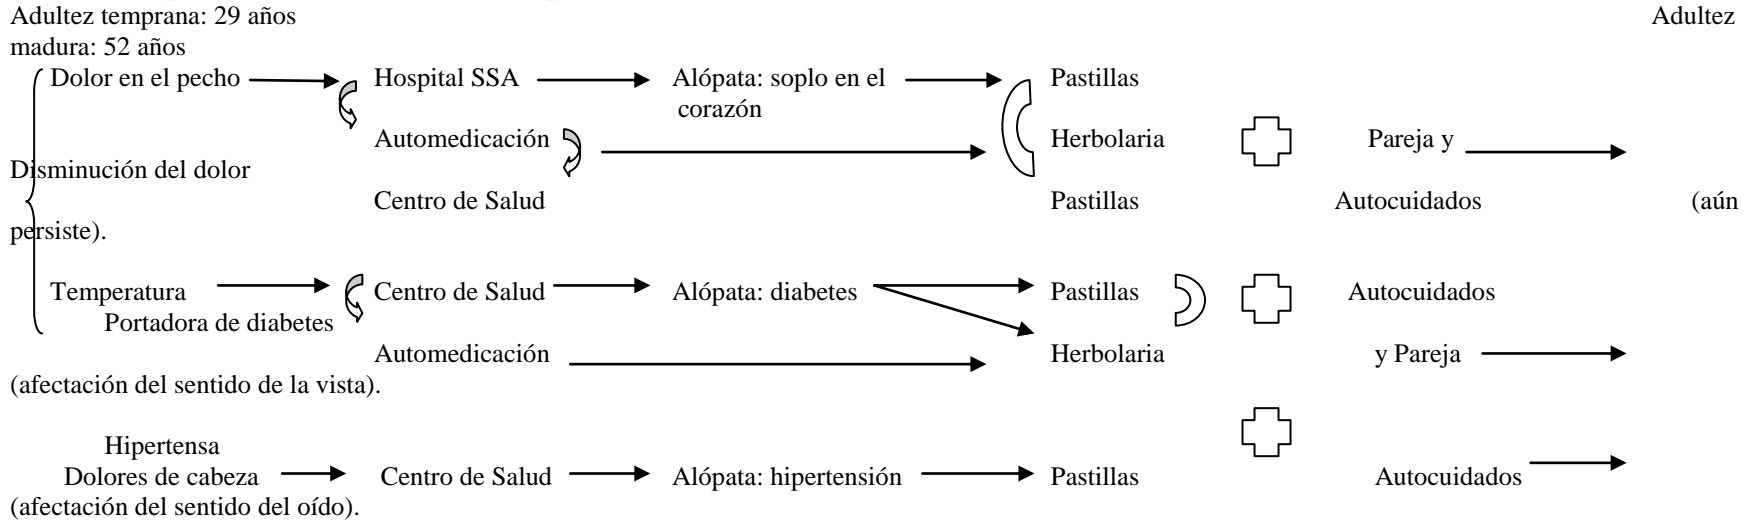 Adultez temprana: 29 años Adultez
madura: 52 años
Dolor en el pecho Hospital SSA Alópata: soplo en el Pastillas
corazón
Automedicación Herbolaria Pareja y
Disminución del dolor
Centro de Salud Pastillas Autocuidados (aún
persiste).
Temperatura Centro de Salud Alópata: diabetes Pastillas Autocuidados
Portadora de diabetes
Automedicación Herbolaria y Pareja
(afectación del sentido de la vista).
Hipertensa
Dolores de cabeza Centro de Salud Alópata: hipertensión Pastillas Autocuidados
(afectación del sentido del oído).